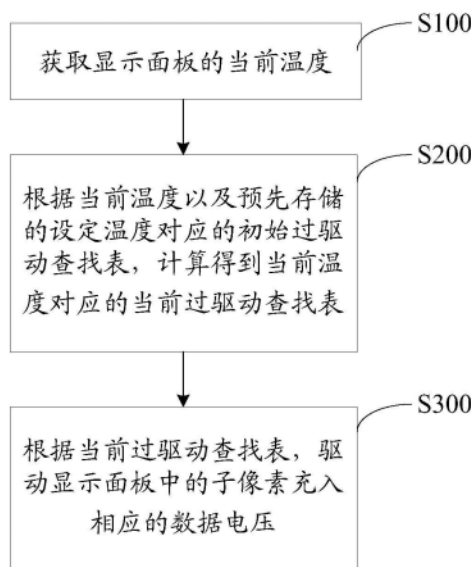 S100
获取显示面板的当前温度
S200
根据当前温度以及预先存储
的设定温度对应的初始过驱
动查找表，计算得到当前温
度对应的当前过驱动查找表
S300
根据当前过驱动查找表，驱
动显示面板中的子像素充入
相应的数据电压